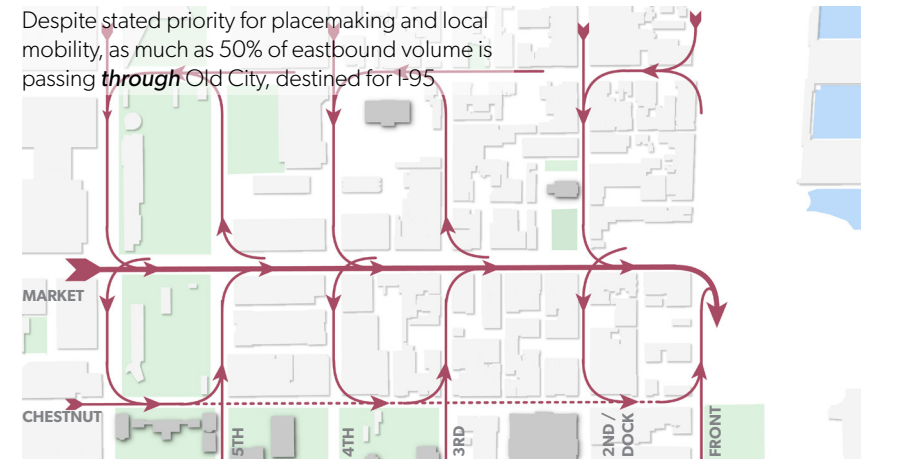 Despite stated priority for placemaking and local
mobility, as much as 50% of eastbound volume is
passing through Old City, destined for I-95
MARKET
CHESTNUT
5TH
4TH
3RD
2ND/
DOCK
FRONT